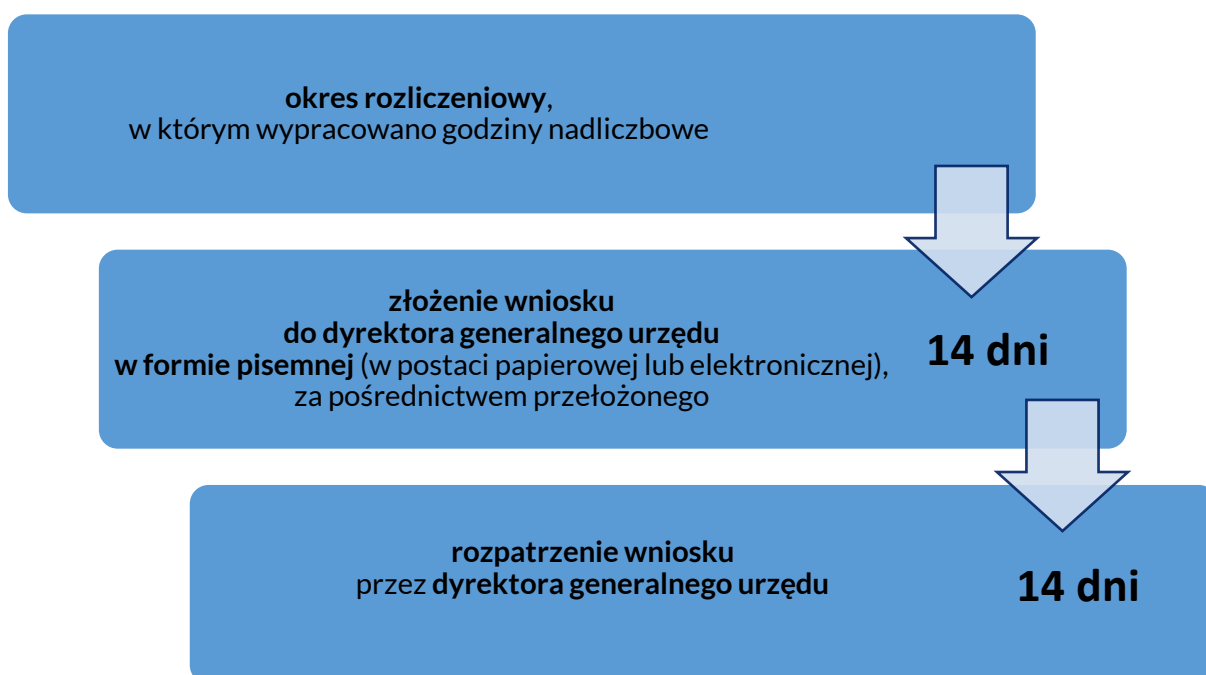 okres rozliczeniowy,
w którym wypracowano godziny nadliczbowe
złożenie wniosku
do dyrektora generalnego urzędu
w formie pisemnej (w postaci papierowej lub elektronicznej),
za pośrednictwem przełożonego
14 dni
rozpatrzenie wniosku
przez dyrektora generalnego urzędu
14 dni